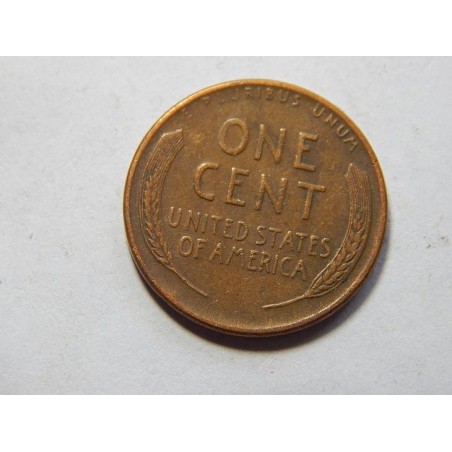 E PLURIBUS UNUM
ONE
CENT
UNITED STATES
OF AMERICA